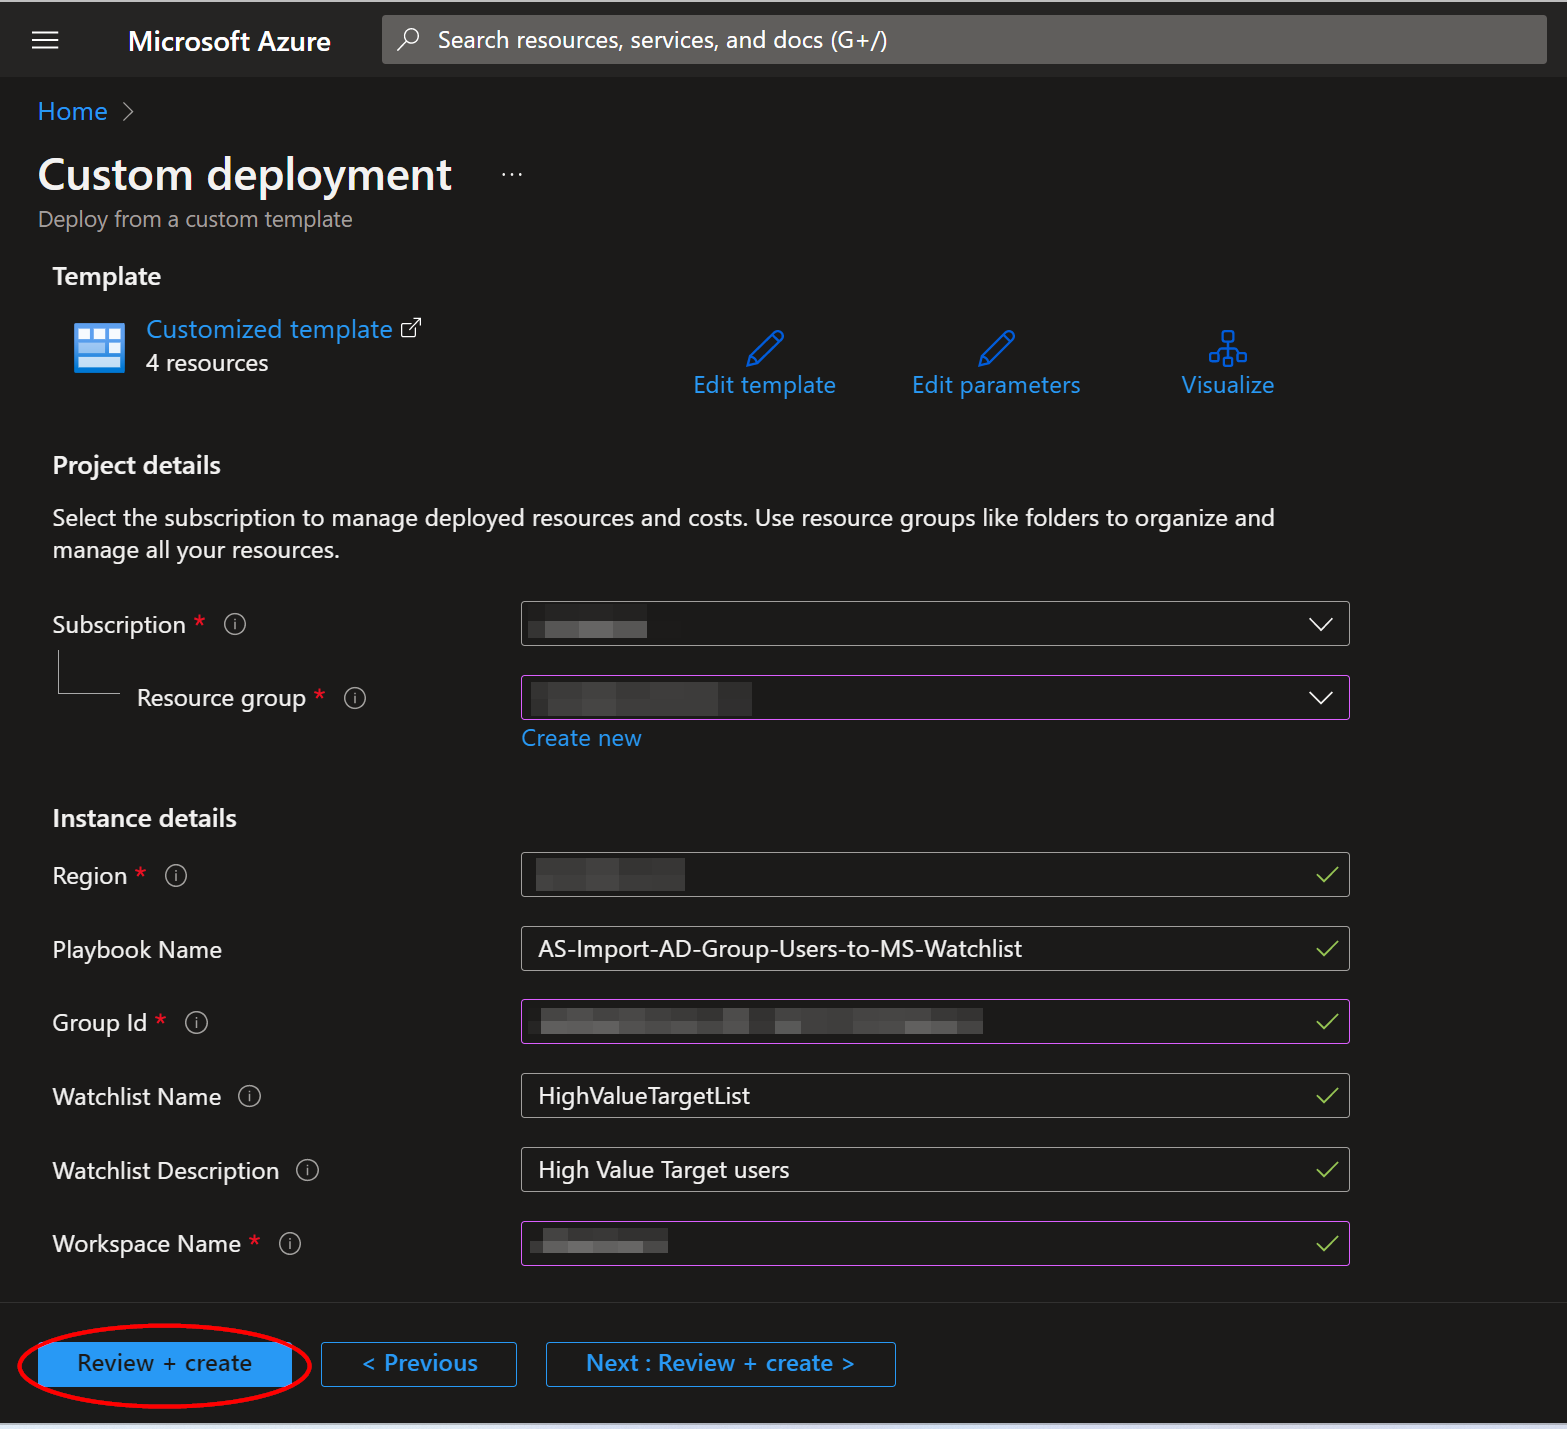 Microsoft Azure
Search resources, services, and docs (G+/)
Home >
Custom deployment ...
Deploy from a custom template
Template
Customized template
4 resources
Edit template
Edit parameters
Visualize
Project details
Select the subscription to manage deployed resources and costs. Use resource groups like folders to organize and
manage all your resources.
Subscription *
Resource group *
Create new
Instance details
Region *
Playbook Name
AS-Import-AD-Group-Users-to-MS-Watchlist
Group Id *
Watchlist Name
HighValueTargetList
Watchlist Description
High Value Target users
Workspace Name *
Review + create
< Previous
Next : Review + create >